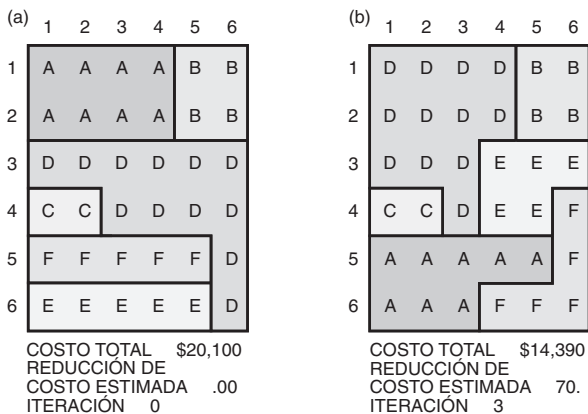 (a) 1 2 3 4 5 6
1 A A A A B B
2 A A A A B B
3 D D D D D D
4 C C D D D D
5 F F F F F D
6 E E E E E D
COSTO TOTAL $20,100
REDUCCIÓN DE
COSTO ESTIMADA .00
ITERACIÓN 0
(b) 1 2 3 4 5 6
1 D D D D B B
2 D D D D B B
3 D D D E E E
4 C C D E E F
5 A A A A A F
6 A A A F F F
COSTO TOTAL $14,390
REDUCCIÓN DE
COSTO ESTIMADA 70.
ITERACIÓN 3